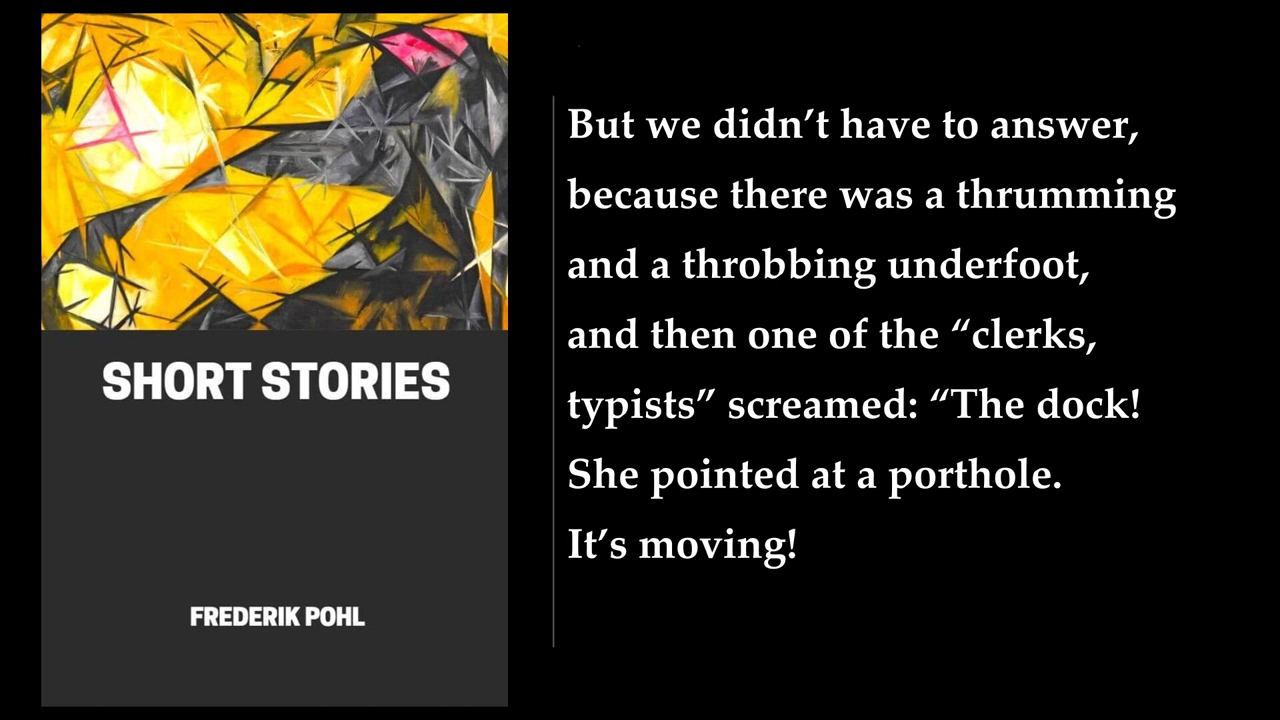 SHORT STORIES
FREDERIK POHL
But we didn’t have to answer,
because there was a thrumming
and a throbbing underfoot,
and then one of the “clerks,
typists” screamed: “The dock!
She pointed at a porthole.
It’s moving!